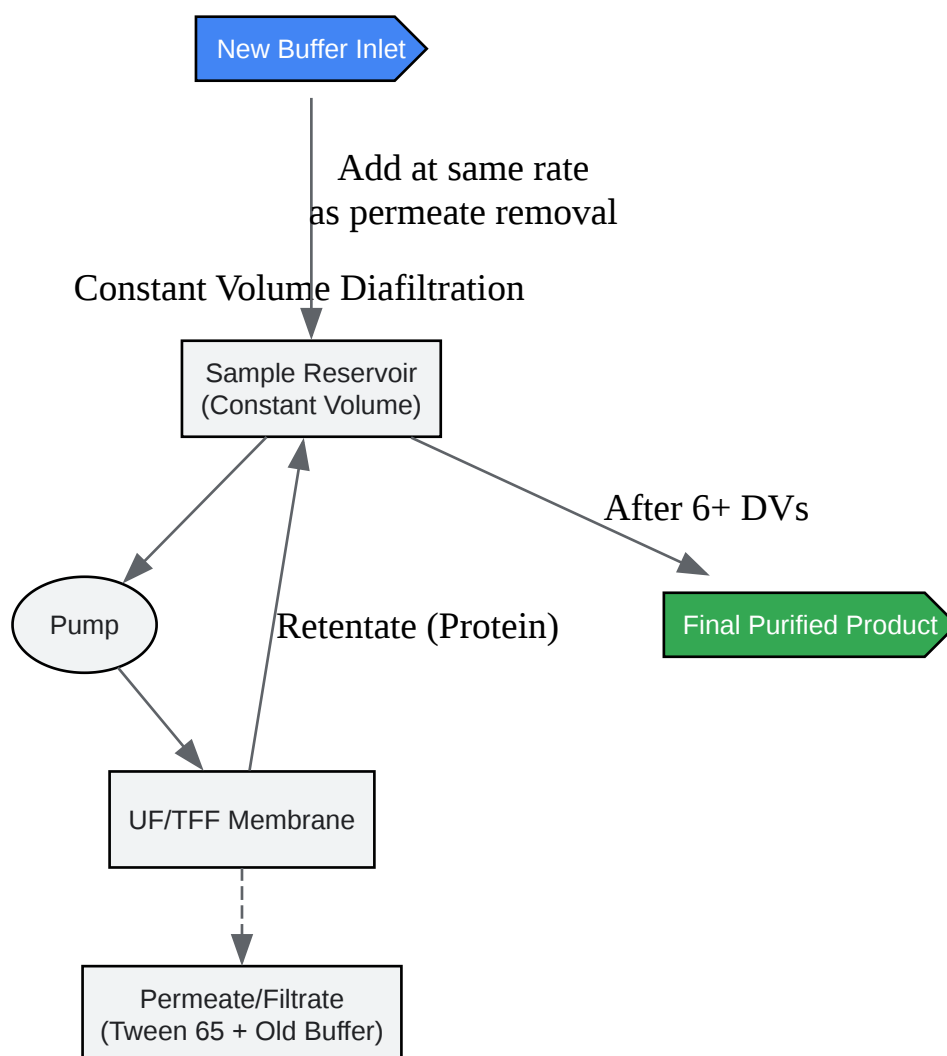 New Buffer Inlet
Add at same rate
as permeate removal
Constant Volume Diafiltration
Sample Reservoir
(Constant Volume)
After 6+ DVs
Pump
Retentate (Protein)
Final Purified Product
UF/TFF Membrane
Permeate/Filtrate
(Tween 65 + Old Buffer)